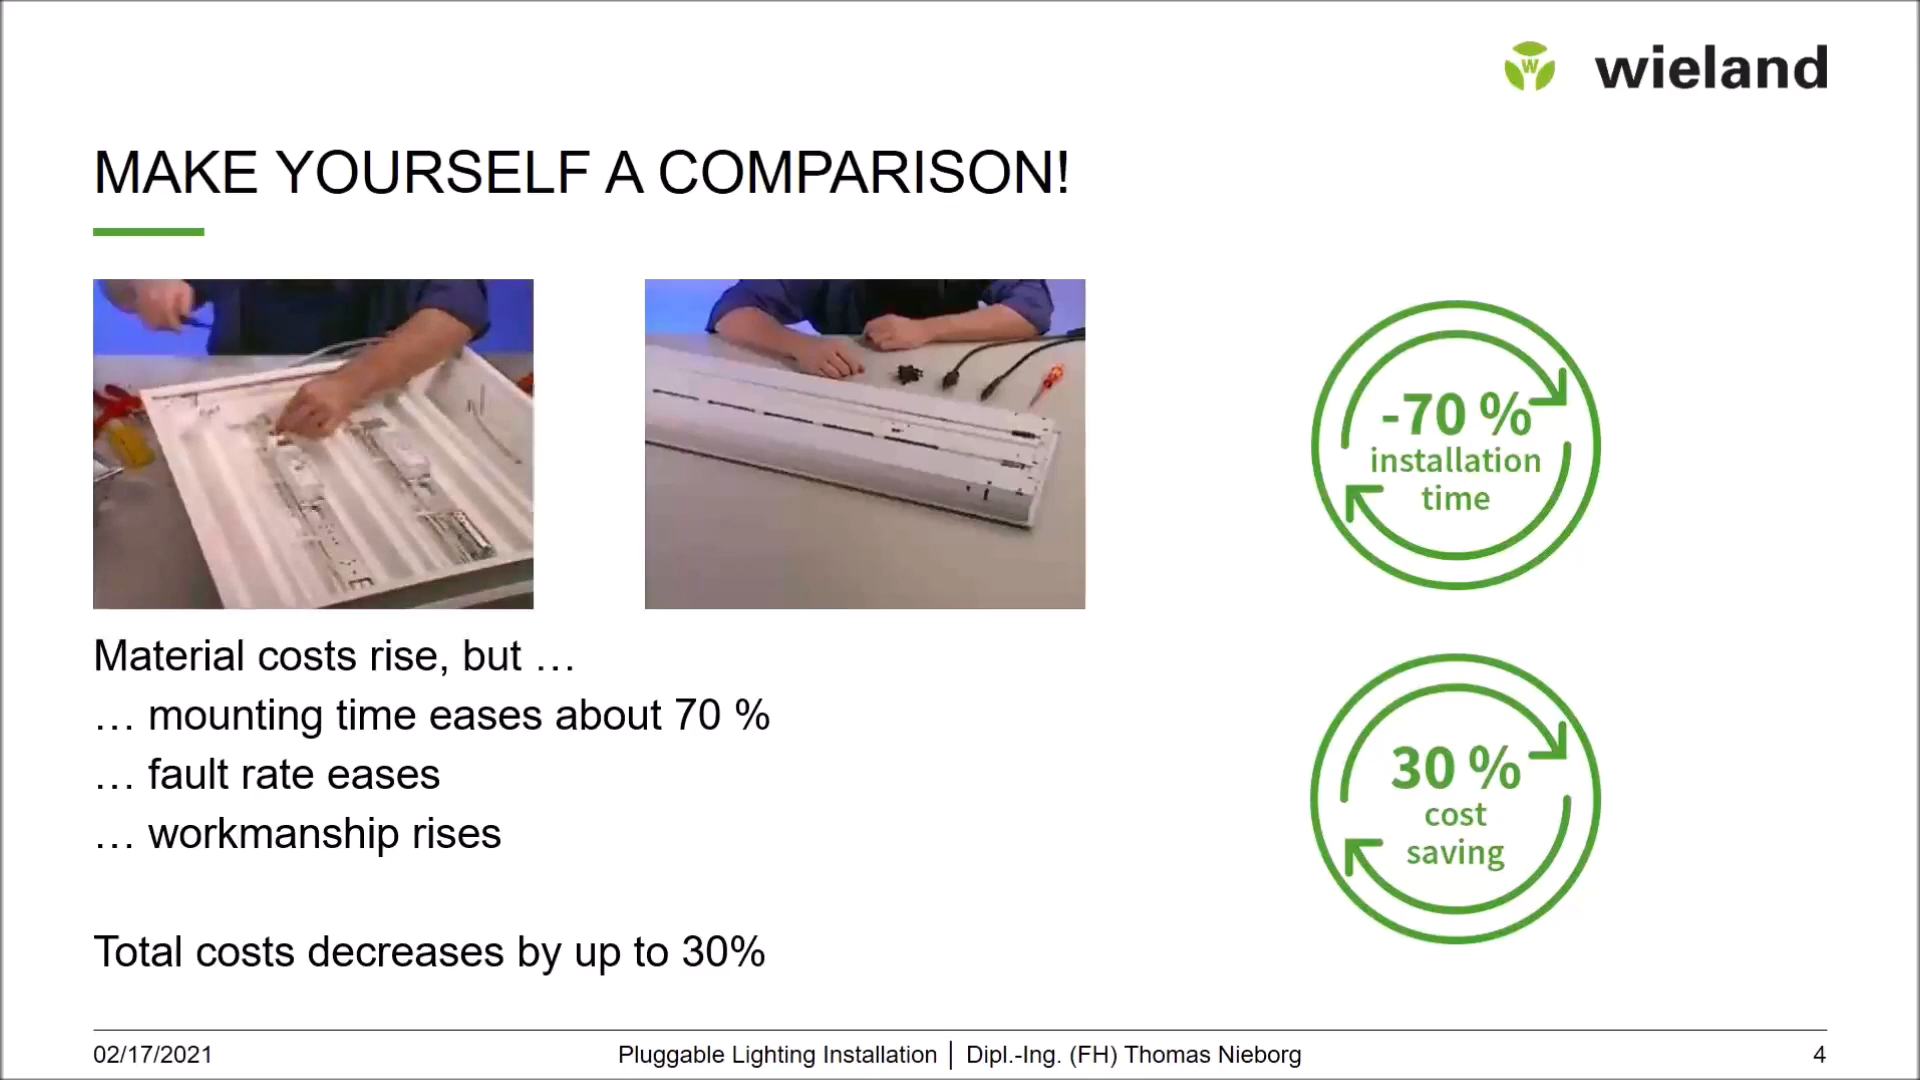 W wieland
MAKE YOURSELF A COMPARISON!
-70 %
installation
time
Material costs rise, but …
… mounting time eases about 70 %
… fault rate eases
… workmanship rises
30 %
cost
saving
Total costs decreases by up to 30%
02/17/2021 Pluggable Lighting Installation | Dipl.-Ing. (FH) Thomas Nieborg 4